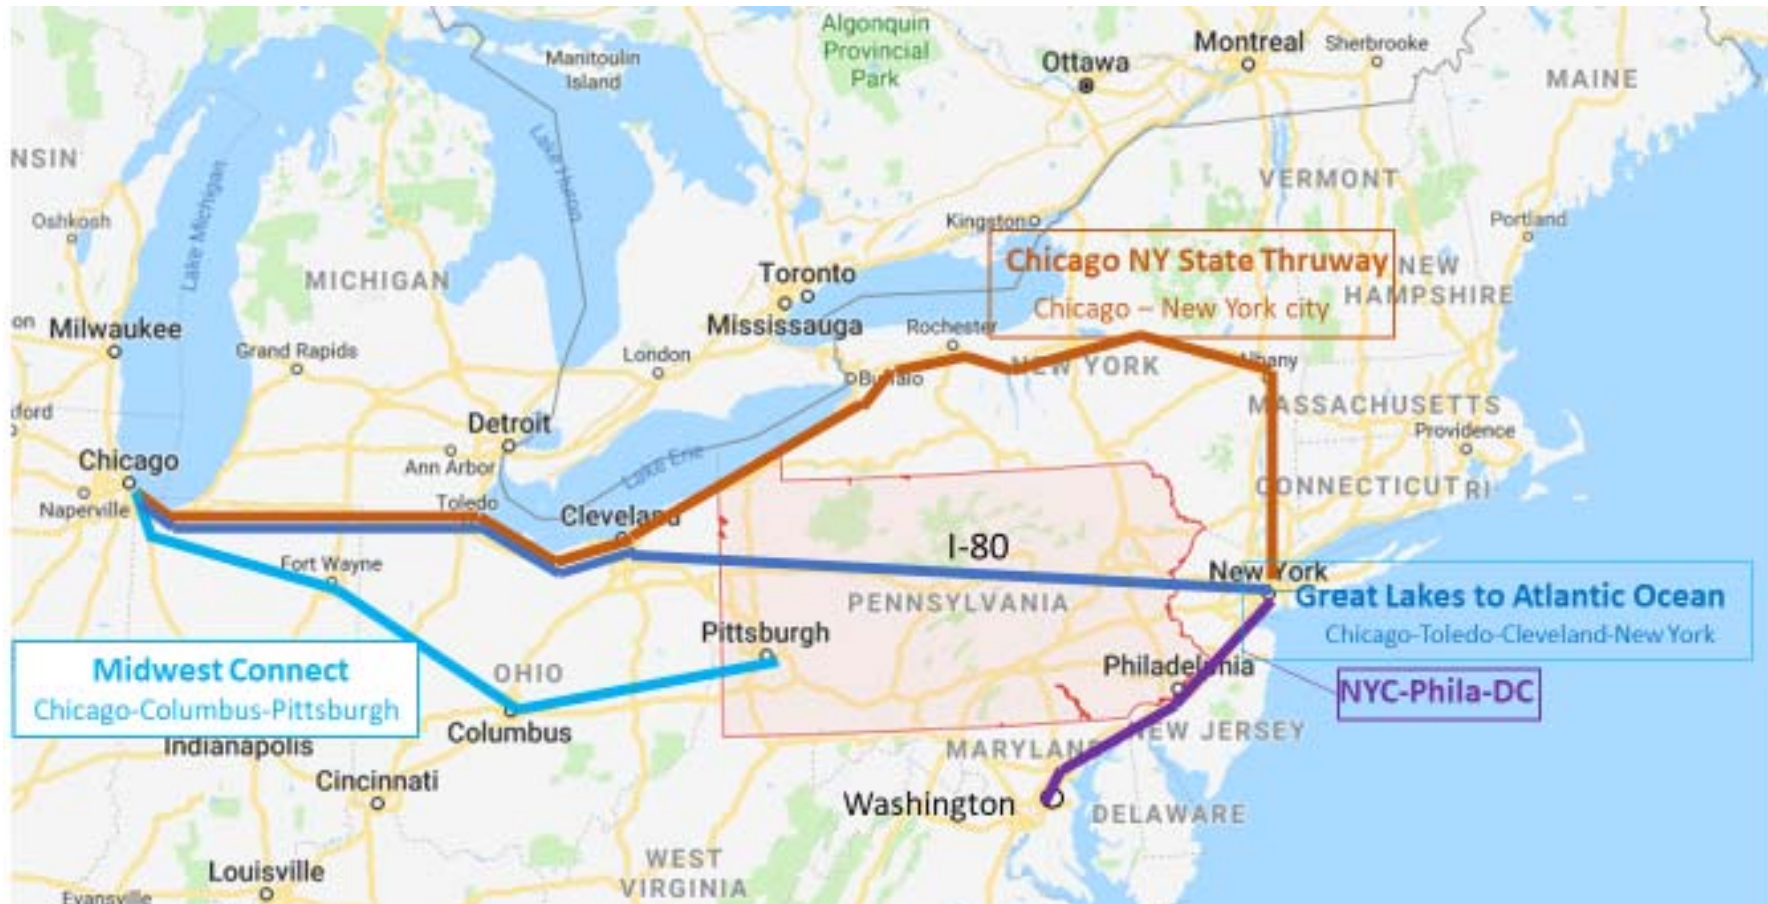 Algonquin
Provincial
Park
Manitoulin
Island
Ottawa
Montreal
Sherbrooke
MAINE
NSIN
Lake Michigan
Lake Huron
VERMONT
Oshkosh
Kingston
Portland
MICHIGAN
Toronto
Chicago NY State Thruway
Chicago – New York city
NEW
HAMPSHIRE
on
Milwaukee
Mississauga
Rochester
Grand Rapids
London
NEW YORK
Albany
Buffalo
ford
Detroit
MASSACHUSETTS
Providence
Chicago
Ann Arbor
Lake Erie
CONNECTICUT
RI
Naperville
Toledo
Cleveland
I-80
Fort Wayne
New York
Great Lakes to Atlantic Ocean
Chicago-Toledo-Cleveland-New York
PENNSYLVANIA
Pittsburgh
Midwest Connect
Chicago-Columbus-Pittsburgh
OHIO
Philadelphia
NYC-Phila-DC
Columbus
Indianapolis
MARYLAND
NEW JERSEY
Cincinnati
Washington
DELAWARE
Louisville
WEST
VIRGINIA
Evansville